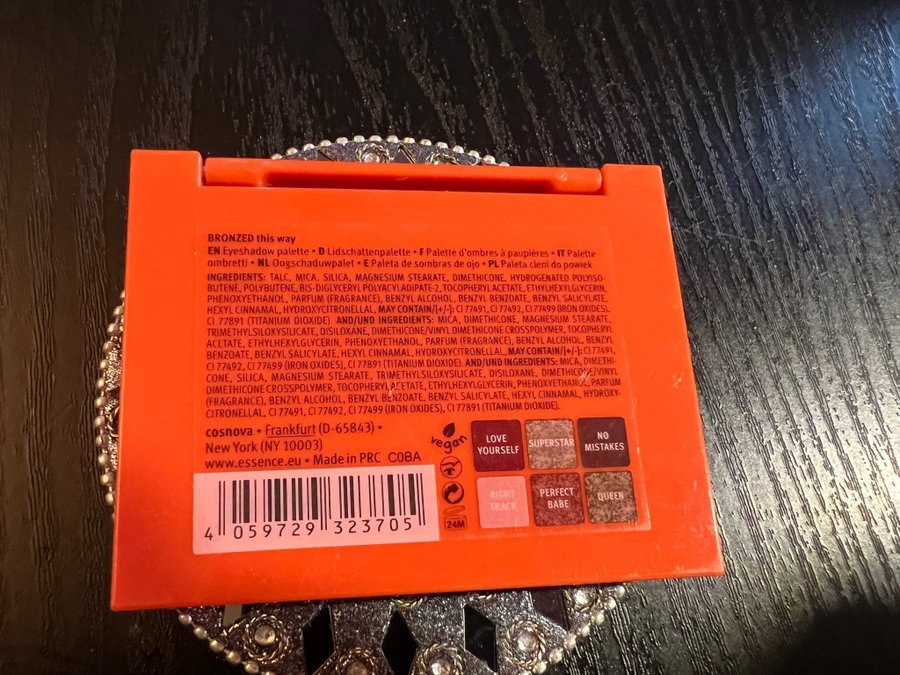 BRONZED this way
EN Eyeshadow palette • D Lidschattenpalette • F Palette d'ombres à paupières • IT Palette
ombretti • NL Oogschaduwpalet • E Paleta de sombras de ojo • PL Paleta cieni do powiek
INGREDIENTS: TALC, MICA, SILICA, MAGNESIUM STEARATE, DIMETHICONE, HYDROGENATED POLYISO-
BUTENE, POLYBUTENE, BIS-DIGLYCERYL POLYACYLADIPATE-2, TOCOPHERYL ACETATE, ETHYLHEXYLGLYCERIN,
PHENOXYETHANOL, PARFUM (FRAGRANCE), BENZYL ALCOHOL, BENZYL BENZOATE, BENZYL SALICYLATE,
HEXYL CINNAMAL, HYDROXYCITRONELLAL, MAY CONTAIN/[+/-]: CI 77491, CI 77492, CI 77499 (IRON OXIDES),
CI 77891 (TITANIUM DIOXIDE). AND/UND INGREDIENTS: MICA, DIMETHICONE, MAGNESIUM STEARATE,
TRIMETHYLSILOXYSILICATE, DISILOXANE, DIMETHICONE/VINYL DIMETHICONE CROSSPOLYMER, TOCOPHERYL
ACETATE, ETHYLHEXYLGLYCERIN, PHENOXYETHANOL, PARFUM (FRAGRANCE), BENZYL ALCOHOL, BENZYL
BENZOATE, BENZYL SALICYLATE, HEXYL CINNAMAL, HYDROXYCITRONELLAL, MAY CONTAIN/[+/-]: CI 77491,
CI 77492, CI 77499 (IRON OXIDES), CI 77891 (TITANIUM DIOXIDE). AND/UND INGREDIENTS: MICA, DIMETHI-
CONE, SILICA, MAGNESIUM STEARATE, TRIMETHYLSILOXYSILICATE, DISILOXANE, DIMETHICONE/VINYL
DIMETHICONE CROSSPOLYMER, TOCOPHERYL ACETATE, ETHYLHEXYLGLYCERIN, PHENOXYETHANOL, PARFUM
(FRAGRANCE), BENZYL ALCOHOL, BENZYL BENZOATE, BENZYL SALICYLATE, HEXYL CINNAMAL, HYDROXY-
CITRONELLAL, CI 77491, CI 77492, CI 77499 (IRON OXIDES), CI 77891 (TITANIUM DIOXIDE).
cosnova • Frankfurt (D-65843) •
New York (NY 10003)
www.essence.eu • Made in PRC C0BA
vegan
LOVE
YOURSELF
SUPERSTAR
NO
MISTAKES
RIGHT
TRACK
PERFECT
BABE
QUEEN
24M
4 059729 323705